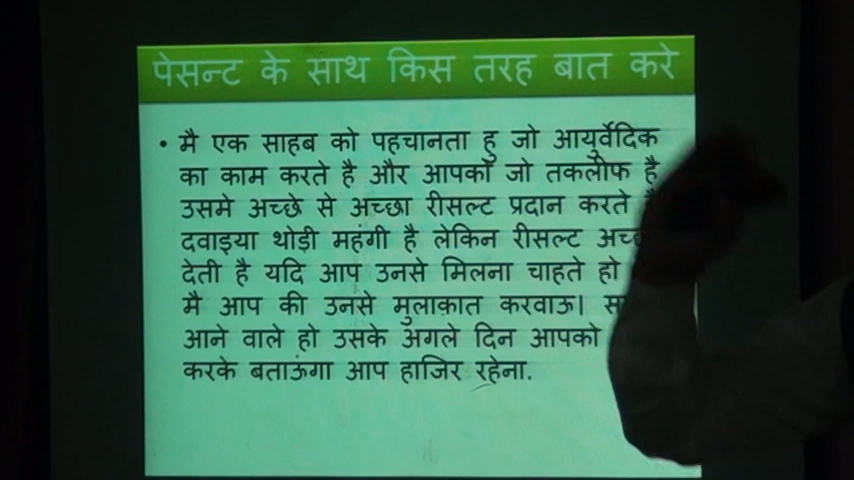 पेसन्ट के साथ किस तरह बात करे
• मै एक साहब को पहचानता हु जो आयुर्वेदिक
का काम करते है और आपको जो तकलीफ है
उसमे अच्छे से अच्छा रीसल्ट प्रदान करते
दवाइया थोड़ी महंगी है लेकिन रीसल्ट
देती है यदि आप उनसे मिलना चाहते हो
मै आप की उनसे मुलाक़ात करवाऊ।
आने वाले हो उसके अगले दिन आपको
करके बताऊंगा आप हाजिर रहेना.